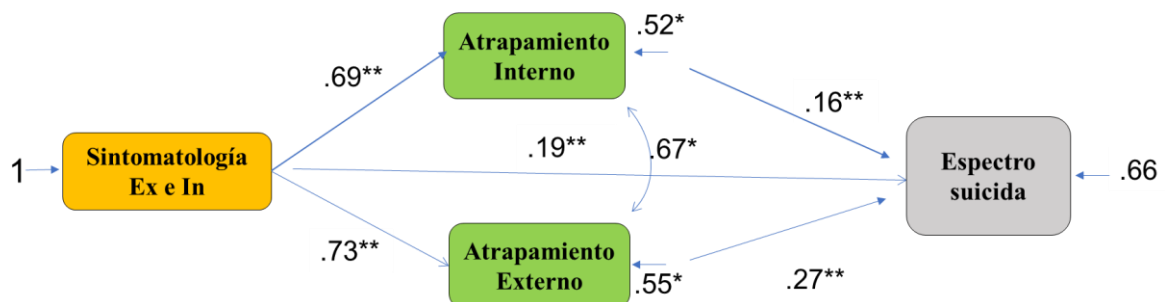 Atrapamiento
Interno
.52*
.69**
.16**
.19**
.67*
1
Sintomatología
Ex e In
Espectro
suicida
.66
.73**
Atrapamiento
Externo
.55*
.27**